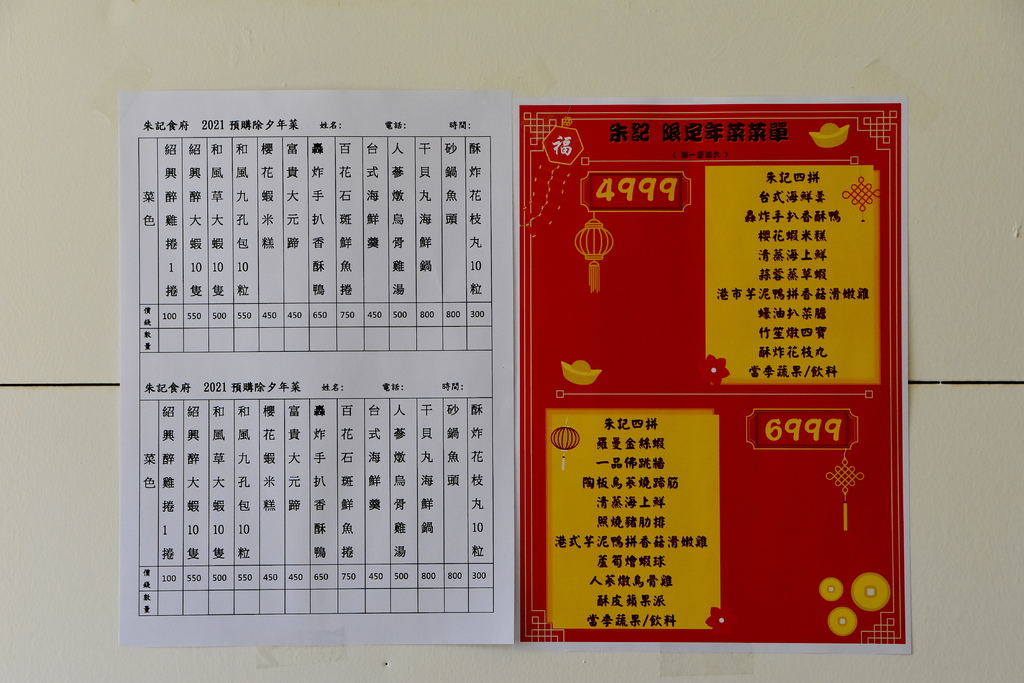 朱記食府 2021 預購除夕年菜 姓名: 電話: 時間:
菜色
紹興醉雞捲1捲
紹興醉大蝦10隻
和風草大蝦10隻
和風九孔包10粒
櫻花蝦米糕
富貴大元蹄
轟炸手扒香酥鴨
百花石斑鮮魚捲
台式海鮮羹
人蔘燉烏骨雞湯
干貝丸海鮮鍋
砂鍋魚頭
酥炸花枝丸10粒
價錢 100 550 500 550 450 450 650 750 450 500 800 800 300
數量
朱記食府 2021 預購除夕年菜 姓名: 電話: 時間:
菜色
紹興醉雞捲1捲
紹興醉大蝦10隻
和風草大蝦10隻
和風九孔包10粒
櫻花蝦米糕
富貴大元蹄
轟炸手扒香酥鴨
百花石斑鮮魚捲
台式海鮮羹
人蔘燉烏骨雞湯
干貝丸海鮮鍋
砂鍋魚頭
酥炸花枝丸10粒
價錢 100 550 500 550 450 450 650 750 450 500 800 800 300
數量
福
朱記 限定年菜菜單
4999
朱記四拼
台式海鮮羹
轟炸手扒香酥鴨
櫻花蝦米糕
清蒸海上鮮
蒜蓉蒸草蝦
港市芋泥鴨拼香菇滑嫩雞
蠔油扒菜膽
竹笙燉四寶
酥炸花枝丸
當季蔬果/飲料
6999
朱記四拼
羅曼金絲蝦
一品佛跳牆
陶板烏蔘燒蹄筋
清蒸海上鮮
照燒豬肋排
港式芋泥鴨拼香菇滑嫩雞
蘆筍燴蝦球
人蔘燉烏骨雞
酥皮蘋果派
當季蔬果/飲料